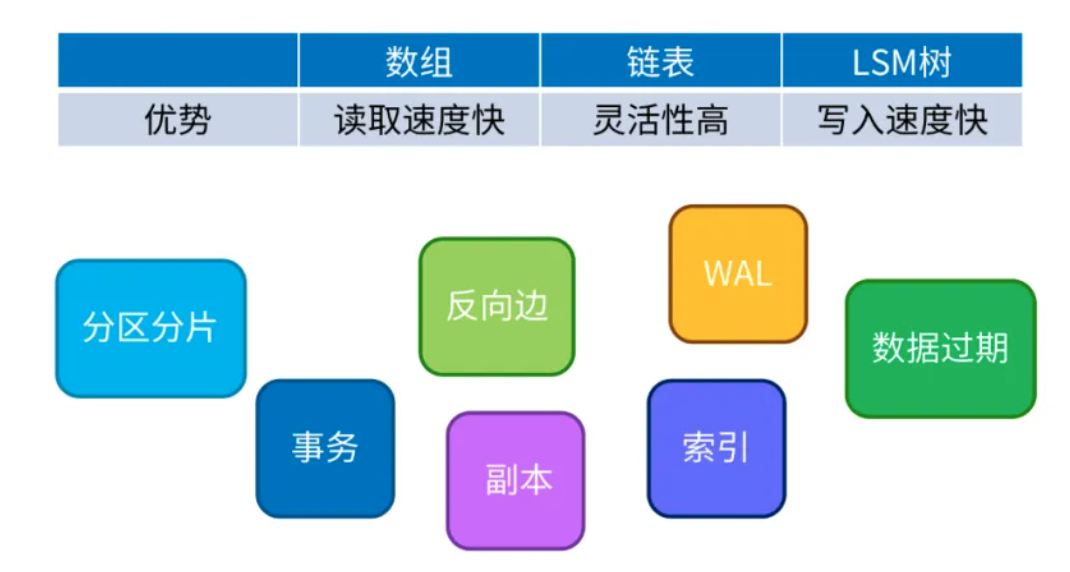 数组 链表 LSM树
优势 读取速度快 灵活性高 写入速度快
WAL
反向边
分区分片
数据过期
事务
索引
副本